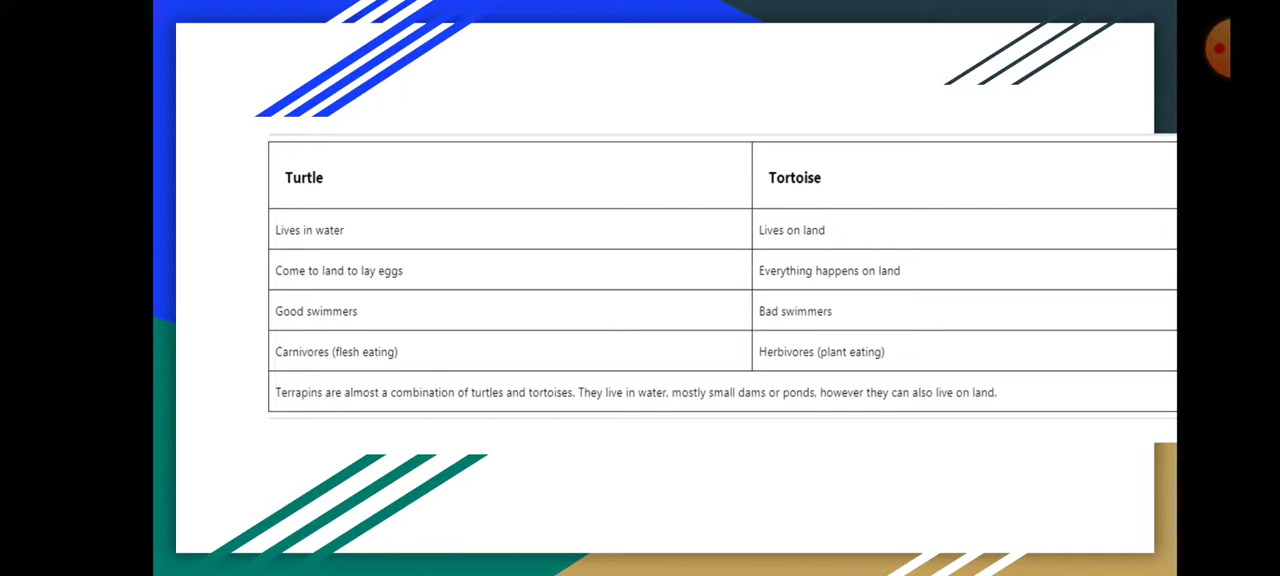 Turtle
Tortoise
Lives in water
Lives on land
Come to land to lay eggs
Everything happens on land
Good swimmers
Bad swimmers
Carnivores (flesh eating)
Herbivores (plant eating)
Terrapins are almost a combination of turtles and tortoises. They live in water, mostly small dams or ponds, however they can also live on land.